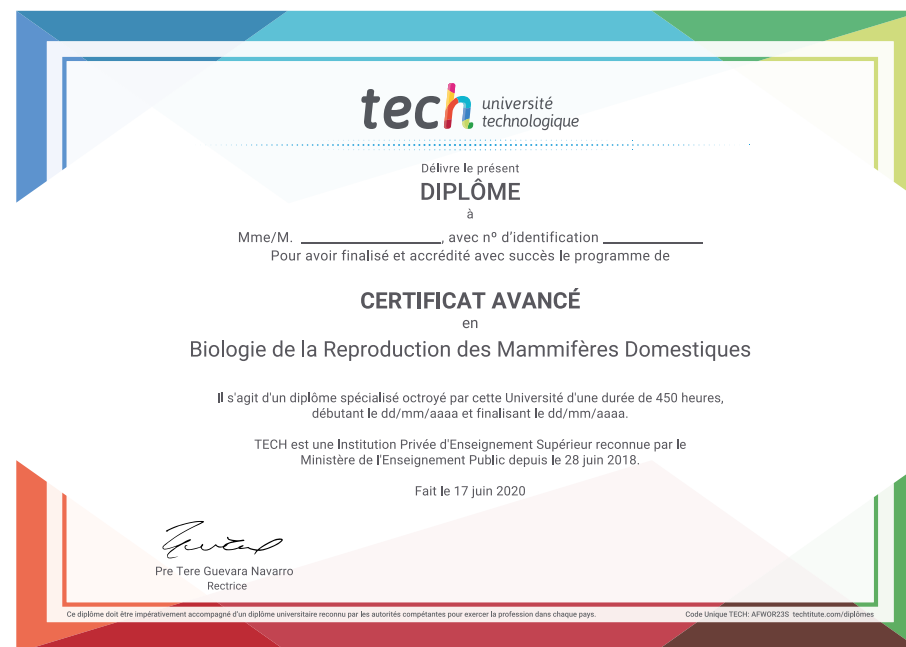 tech université
technologique
Délivre le présent
DIPLÔME
à
Mme/M. ____________________, avec nº d'identification ______________
Pour avoir finalisé et accrédité avec succès le programme de
CERTIFICAT AVANCÉ
en
Biologie de la Reproduction des Mammifères Domestiques
Il s'agit d'un diplôme spécialisé octroyé par cette Université d'une durée de 450 heures,
débutant le dd/mm/aaaa et finalisant le dd/mm/aaaa.
TECH est une Institution Privée d'Enseignement Supérieur reconnue par le
Ministère de l'Enseignement Public depuis le 28 juin 2018.
Fait le 17 juin 2020
Pre Tere Guevara Navarro
Rectrice
Ce diplôme doit être impérativement accompagné d'un diplôme universitaire reconnu par les autorités compétantes pour exercer la profession dans chaque pays.
Code Unique TECH: AFWOR23S techtitute.com/diplômes